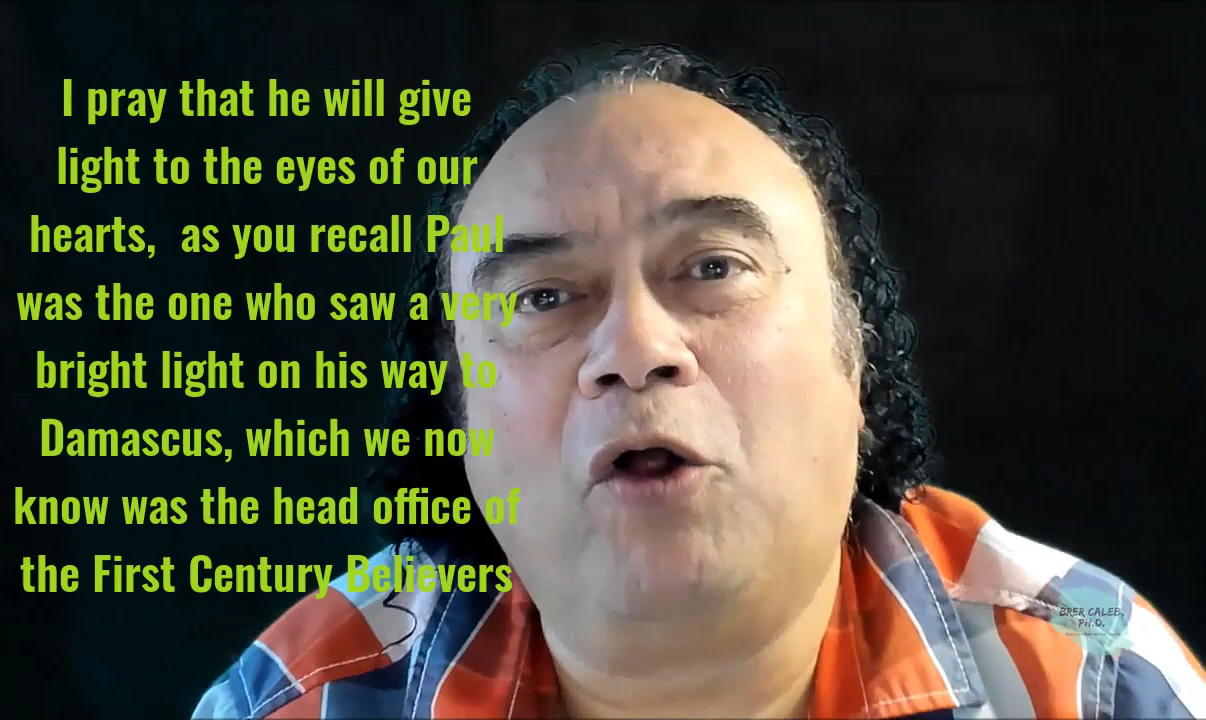 I pray that he will give
light to the eyes of our
hearts,  as you recall Paul
was the one who saw a very
bright light on his way to
Damascus, which we now
know was the head office of
the First Century Believers
BRER CALEB,
PH.D.